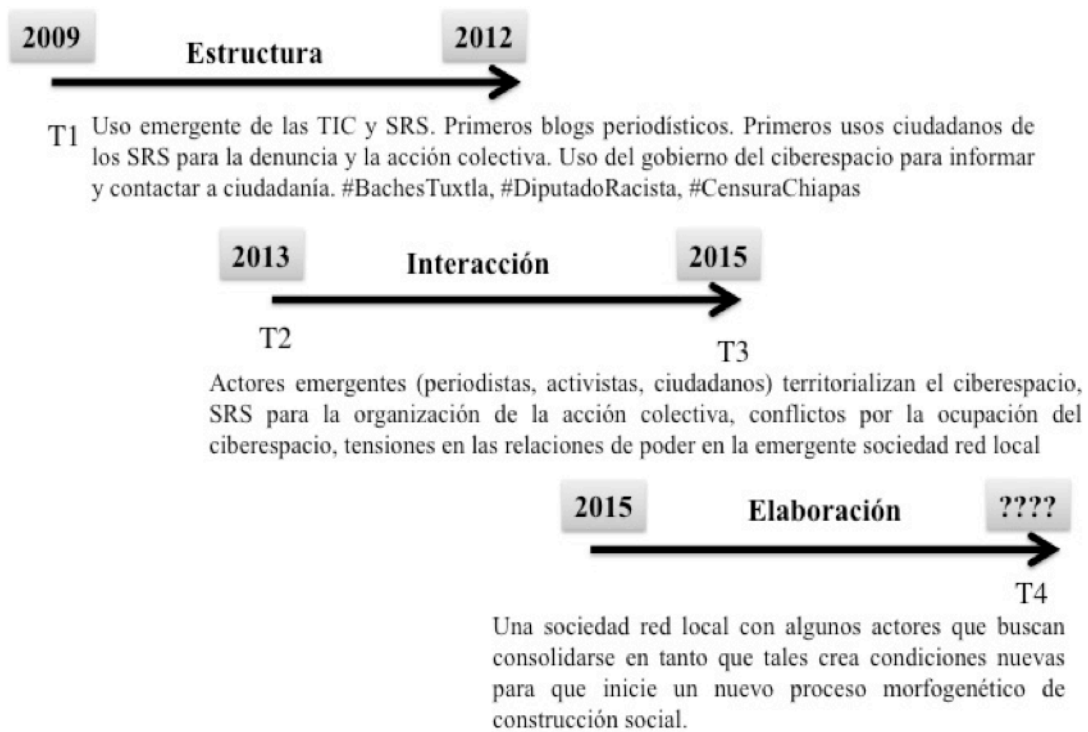 2009 Estructura 2012
T1
Uso emergente de las TIC y SRS. Primeros blogs periodísticos. Primeros usos ciudadanos de
los SRS para la denuncia y la acción colectiva. Uso del gobierno del ciberespacio para informar
y contactar a ciudadanía. #BachesTuxtla, #DiputadoRacista, #CensuraChiapas
2013 Interacción 2015
T2 T3
Actores emergentes (periodistas, activistas, ciudadanos) territorializan el ciberespacio,
SRS para la organización de la acción colectiva, conflictos por la ocupación del
ciberespacio, tensiones en las relaciones de poder en la emergente sociedad red local
2015 Elaboración ????
T4
Una sociedad red local con algunos actores que buscan
consolidarse en tanto que tales crea condiciones nuevas
para que inicie un nuevo proceso morfogenético de
construcción social.